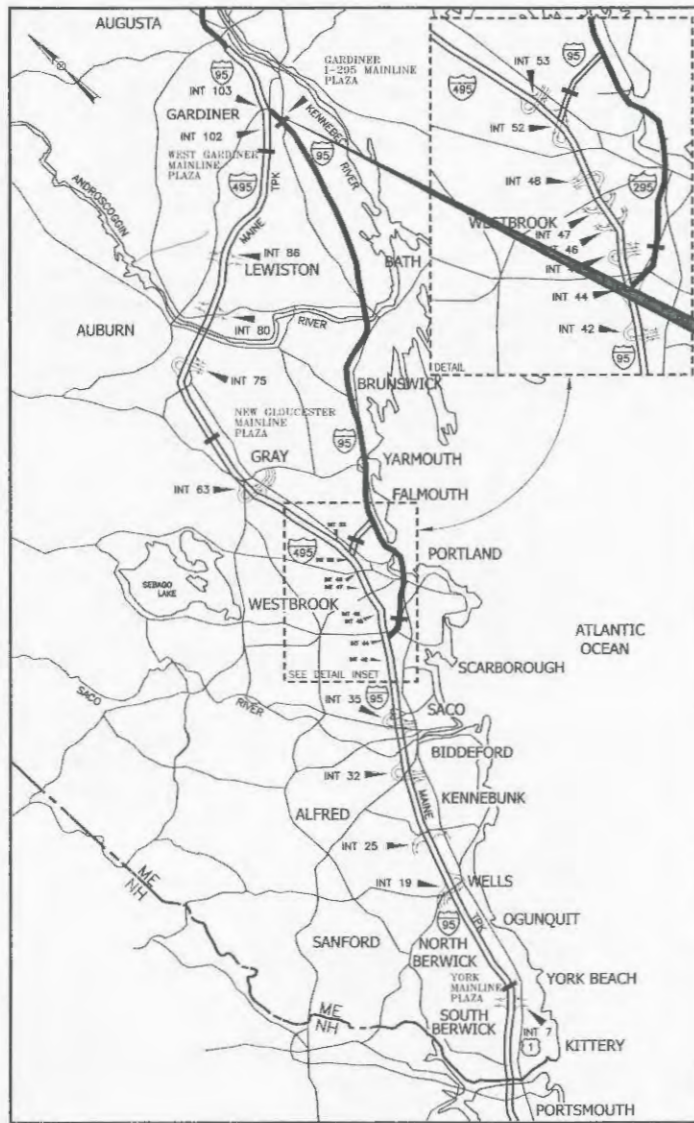 AUGUSTA
95
INT 103
GARDINER
I-295 MAINLINE
PLAZA
GARDINER
INT 102
WEST GARDINER
MAINLINE
PLAZA
KENNEBEC
RIVER
95
495
TPK
MAINE
ANDROSCOGGIN
RIVER
INT 86
LEWISTON
BATH
AUBURN
INT 80
INT 75
BRUNSWICK
NEW GLOUCESTER
MAINLINE
PLAZA
95
GRAY
YARMOUTH
FALMOUTH
INT 63
495
PORTLAND
SEBAGO
LAKE
WESTBROOK
ATLANTIC
OCEAN
SCARBOROUGH
SEE DETAIL INSET
SACO
RIVER
INT 35
95
SACO
BIDDEFORD
INT 32
MAINE
KENNEBUNK
ALFRED
INT 25
INT 19
WELLS
95
TPK
OGUNQUIT
SANFORD
NORTH
BERWICK
YORK
MAINLINE
PLAZA
YORK BEACH
SOUTH
BERWICK
INT 7
1
KITTERY
ME
NH
ME
NH
PORTSMOUTH
INT 53
95
495
INT 52
INT 48
295
WESTBROOK
INT 47
INT 46
INT 44
INT 42
95
DETAIL